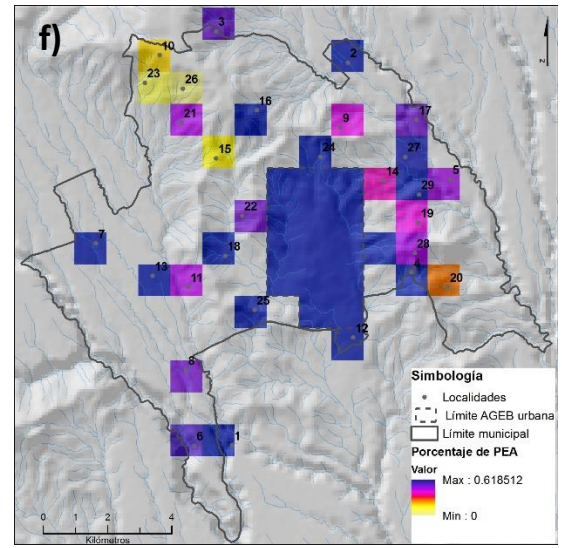 f)
3
10
2
23
26
16
21
9
17
15
24
27
14
5
29
22
19
7
18
28
13
11
4
20
25
12
8
6
1
z
Simbología
Localidades
Límite AGEB urbana
Límite municipal
Porcentaje de PEA
Valor
Max : 0.618512
Min : 0
0 2 4
Kilómetros